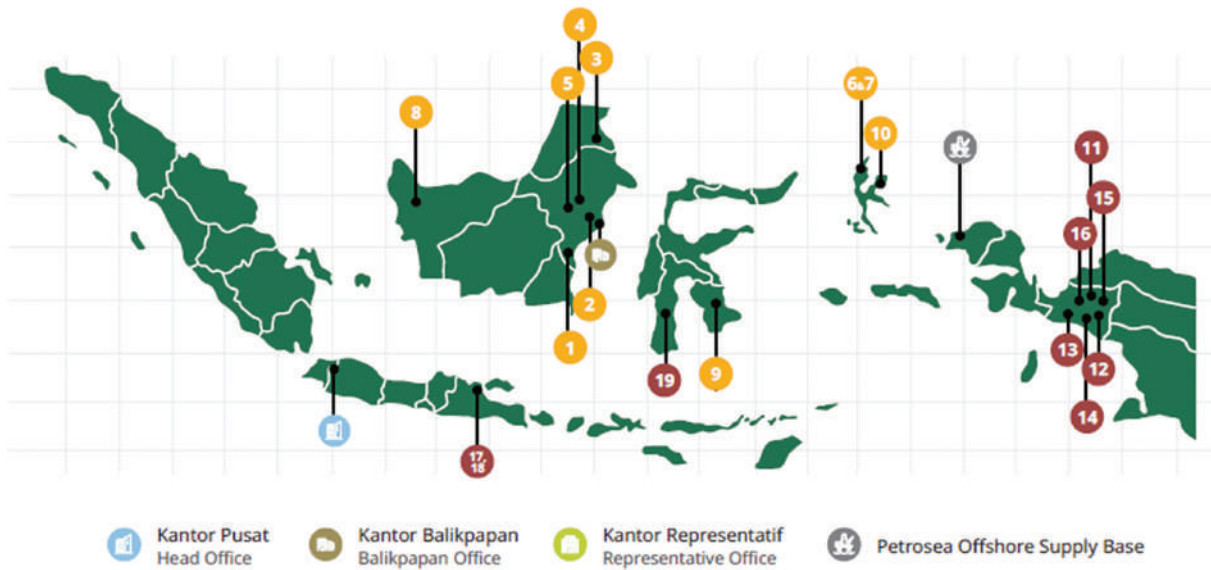 4
3
5
6&7
8
10
11
15
16
2
1
13
12
19
9
14
17,
18
Kantor Pusat
Head Office
Kantor Balikpapan
Balikpapan Office
Kantor Representatif
Representative Office
Petrosea Offshore Supply Base